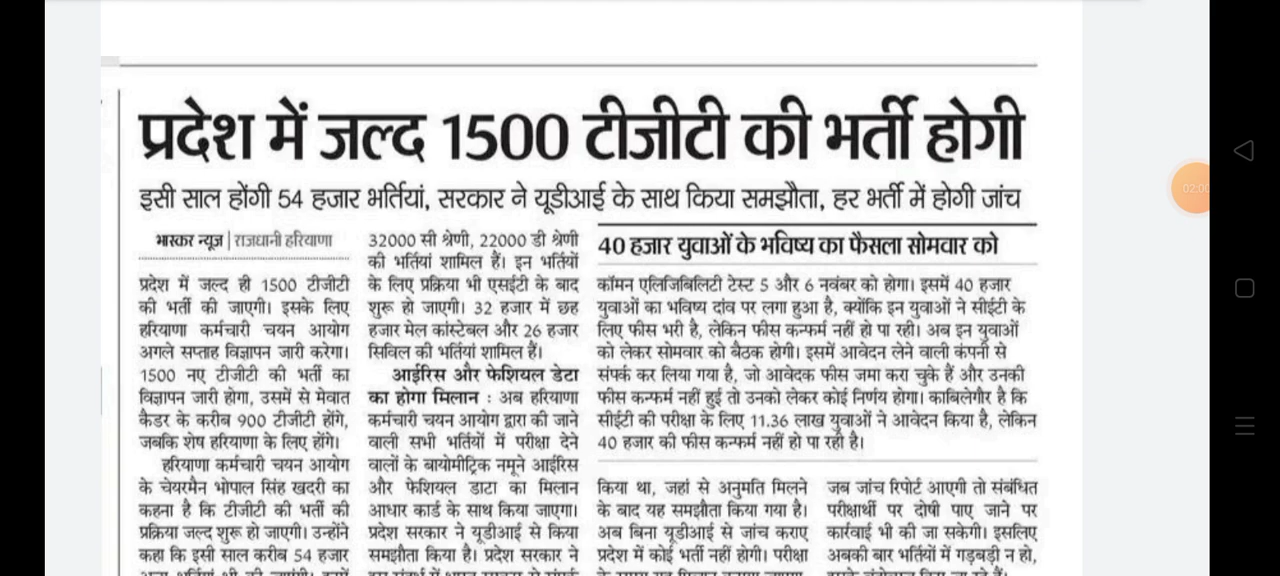 प्रदेश में जल्द 1500 टीजीटी की भर्ती होगी
इसी साल होंगी 54 हजार भर्तियां, सरकार ने यूडीआई के साथ किया समझौता, हर भर्ती में होगी जांच
भास्कर न्यूज | राजधानी हरियाणा
प्रदेश में जल्द ही 1500 टीजीटी
की भर्ती की जाएगी। इसके लिए
हरियाणा कर्मचारी चयन आयोग
अगले सप्ताह विज्ञापन जारी करेगा।
1500 नए टीजीटी की भर्ती का
विज्ञापन जारी होगा, उसमें से मेवात
कैडर के करीब 900 टीजीटी होंगे,
जबकि शेष हरियाणा के लिए होंगे।
हरियाणा कर्मचारी चयन आयोग
के चेयरमैन भोपाल सिंह खदरी का
कहना है कि टीजीटी की भर्ती की
प्रक्रिया जल्द शुरू हो जाएगी। उन्होंने
कहा कि इसी साल करीब 54 हजार
32000 सी श्रेणी, 22000 डी श्रेणी
की भर्तियां शामिल हैं। इन भर्तियों
के लिए प्रक्रिया भी एसईटी के बाद
शुरू हो जाएगी। 32 हजार में छह
हजार मेल कांस्टेबल और 26 हजार
सिविल की भर्तियां शामिल हैं।
आईरिस और फेशियल डेटा
का होगा मिलान : अब हरियाणा
कर्मचारी चयन आयोग द्वारा की जाने
वाली सभी भर्तियों में परीक्षा देने
वालों के बायोमीट्रिक नमूने आईरिस
और फेशियल डाटा का मिलान
आधार कार्ड के साथ किया जाएगा।
प्रदेश सरकार ने यूडीआई से किया
समझौता किया है। प्रदेश सरकार ने
40 हजार युवाओं के भविष्य का फैसला सोमवार को
कॉमन एलिजिबिलिटी टेस्ट 5 और 6 नवंबर को होगा। इसमें 40 हजार
युवाओं का भविष्य दांव पर लगा हुआ है, क्योंकि इन युवाओं ने सीईटी के
लिए फीस भरी है, लेकिन फीस कन्फर्म नहीं हो पा रही। अब इन युवाओं
को लेकर सोमवार को बैठक होगी। इसमें आवेदन लेने वाली कंपनी से
संपर्क कर लिया गया है, जो आवेदक फीस जमा करा चुके हैं और उनकी
फीस कन्फर्म नहीं हुई तो उनको लेकर कोई निर्णय होगा। काबिलेगौर है कि
सीईटी की परीक्षा के लिए 11.36 लाख युवाओं ने आवेदन किया है, लेकिन
40 हजार की फीस कन्फर्म नहीं हो पा रही है।
किया था, जहां से अनुमति मिलने
के बाद यह समझौता किया गया है।
अब बिना यूडीआई से जांच कराए
प्रदेश में कोई भर्ती नहीं होगी। परीक्षा
जब जांच रिपोर्ट आएगी तो संबंधित
परीक्षार्थी पर दोषी पाए जाने पर
कार्रवाई भी की जा सकेगी। इसलिए
अबकी बार भर्तियों में गड़बड़ी न हो,
02:00